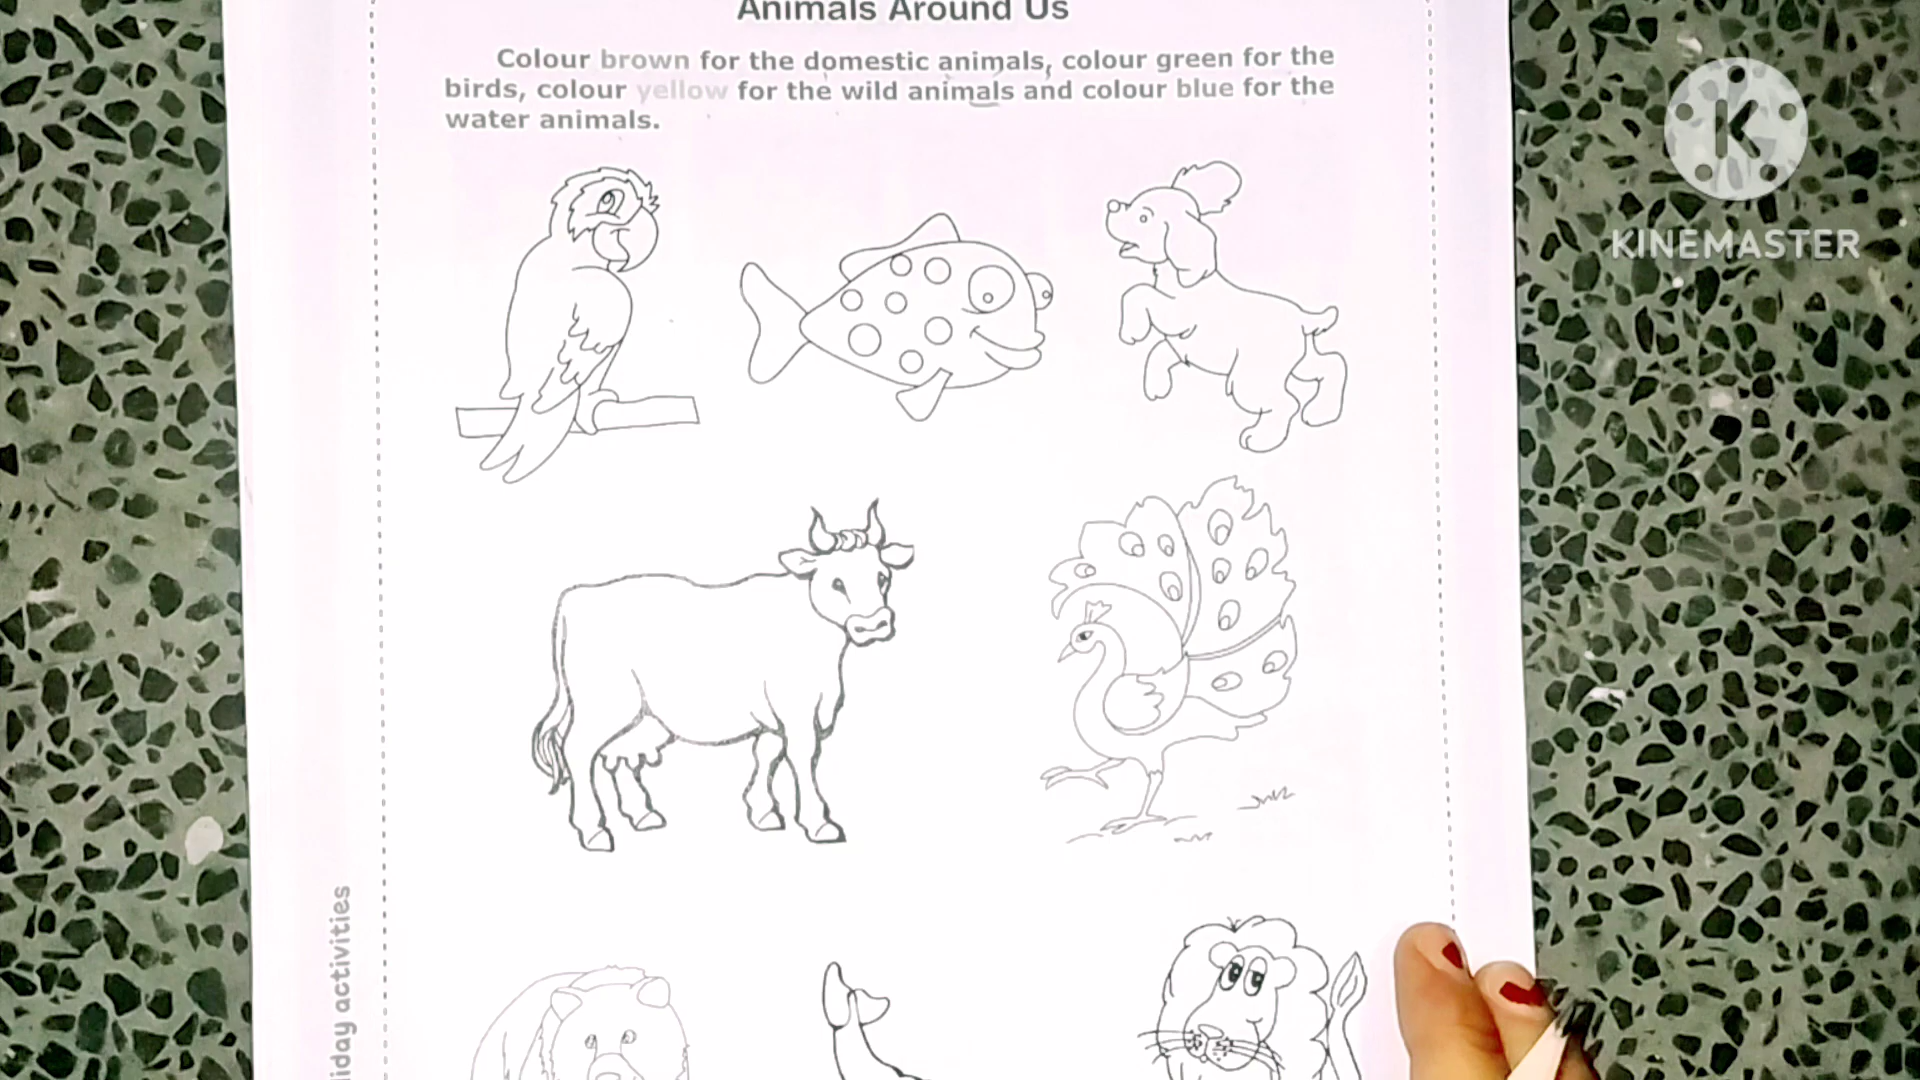 Animals Around Us
Colour brown for the domestic animals, colour green for the
birds, colour yellow for the wild animals and colour blue for the
water animals.
K
KINEMASTER
liday activities